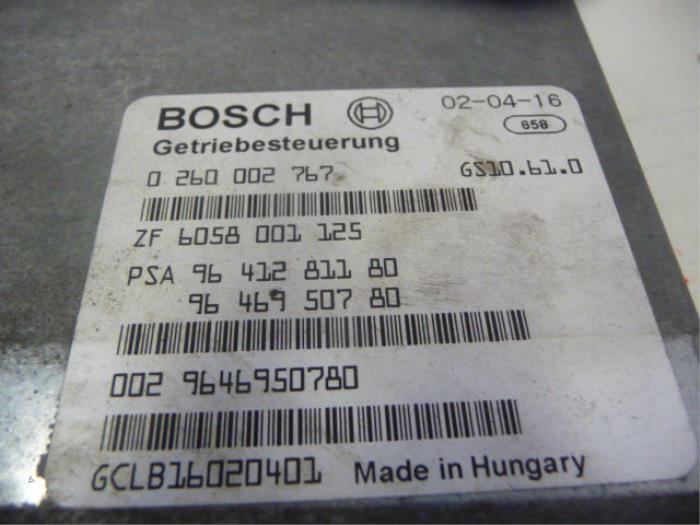 BOSCH 02-04-16
658
Getriebesteuerung
0 260 002 767 GS10.61.0
ZF 6058 001 125
PSA 96 412 811 80
96 469 507 80
002 9646950780
GCLB16020401 Made in Hungary